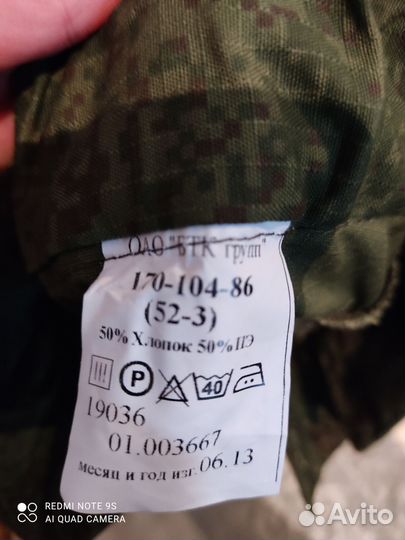 ОАО "БТК групп"
170-104-86
(52-3)
50% Хлопок 50% ПЭ
P 40
19036
01.003667
месяц и год изг. 06.13
REDMI NOTE 9S
AI QUAD CAMERA
Avito